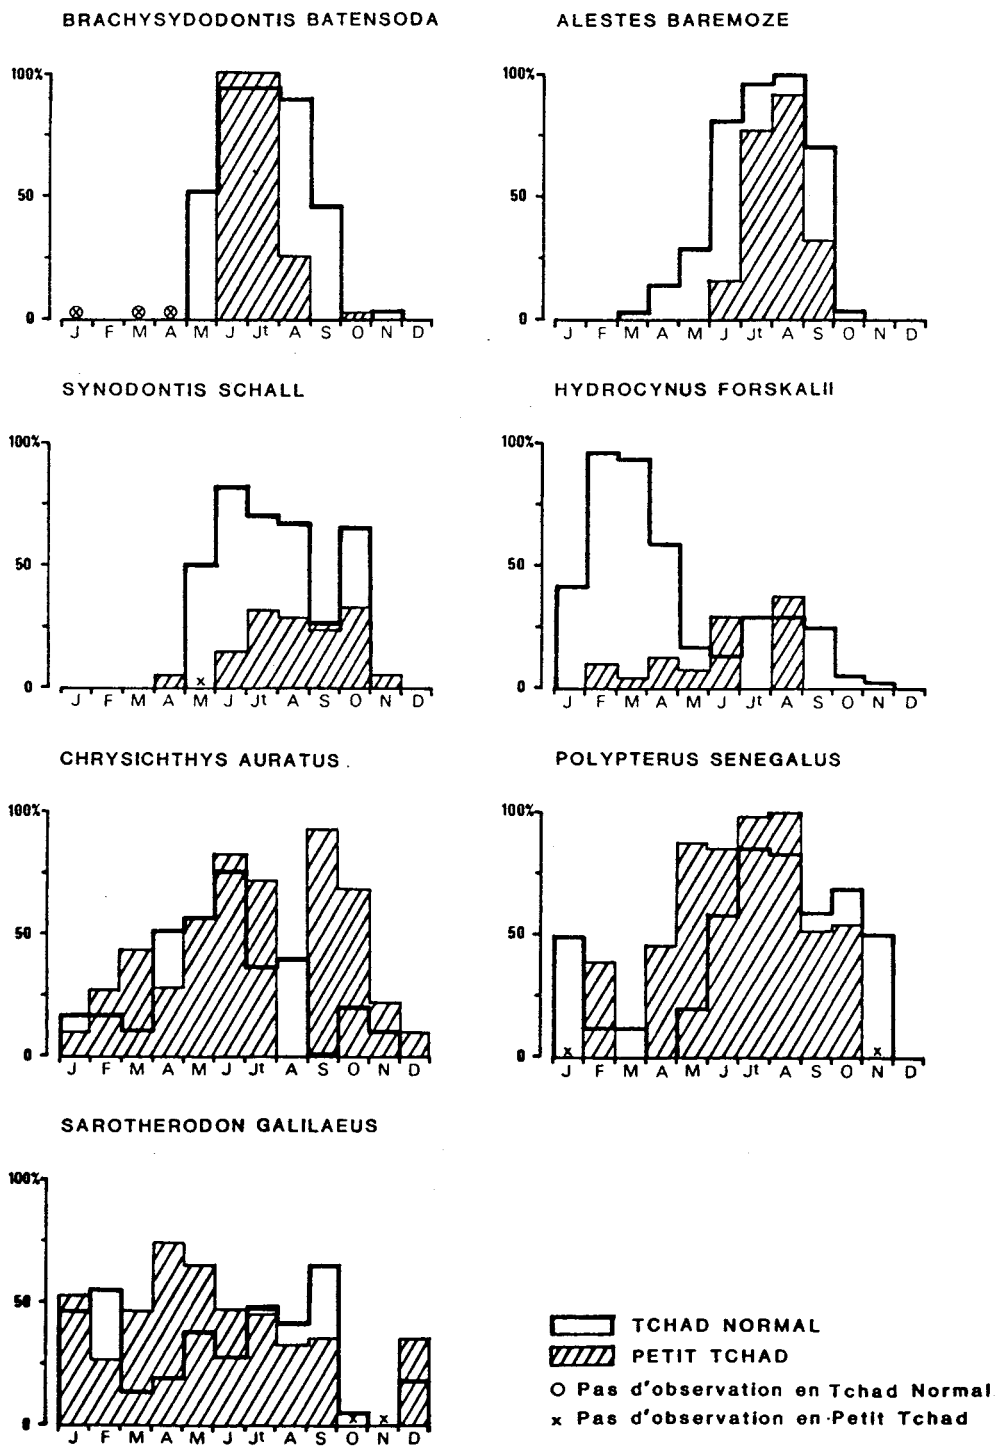 BRACHYSYDODONTIS BATENSODA
100%
50
0
J F M A M J Jt A S O N D
ALESTES BAREMOZE
100%
50
0
J F M A M J Jt A S O N D
SYNODONTIS SCHALL
100%
50
0
J F M A M J Jt A S O N D
x
HYDROCYNUS FORSKALII
100%
50
0
J F M A M J Jt A S O N D
CHRYSICHTHYS AURATUS
100%
50
0
J F M A M J Jt A S O N D
POLYPTERUS SENEGALUS
100%
50
0
x x
J F M A M J Jt A S O N D
SAROTHERODON GALILAEUS
100%
50
0
x x
J F M A M J Jt A S O N D
TCHAD NORMAL
PETIT TCHAD
O Pas d'observation en Tchad Normal
x Pas d'observation en Petit Tchad